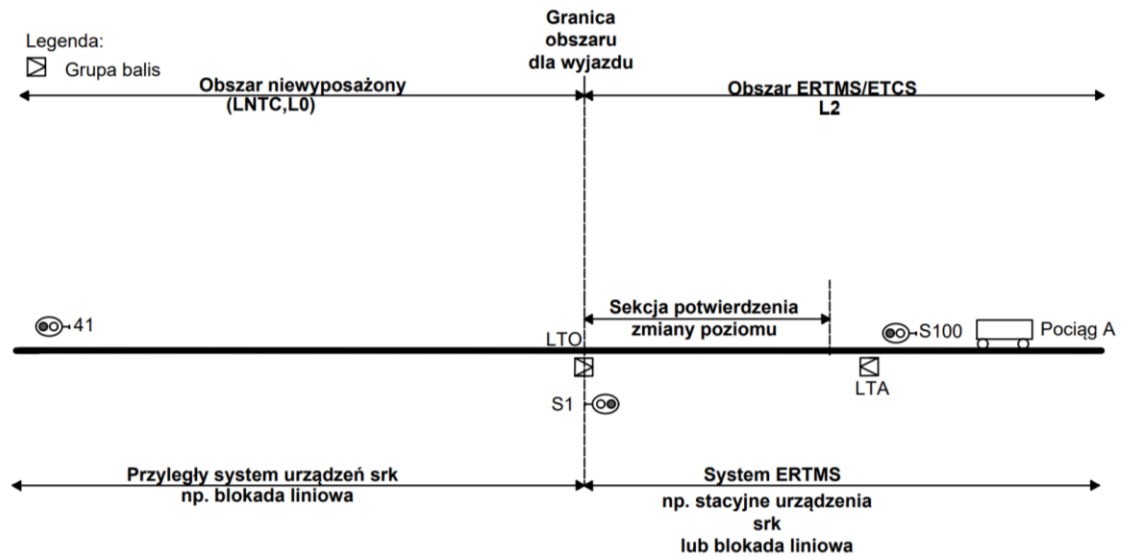 Granica
obszaru
dla wyjazdu
Legenda:
Grupa balis
Obszar niewyposażony
(LNTC,L0)
Obszar ERTMS/ETCS
L2
41
Sekcja potwierdzenia
zmiany poziomu
S100
Pociąg A
LTO
LTA
S1
Przyległy system urządzeń srk
np. blokada liniowa
System ERTMS
np. stacyjne urządzenia
srk
lub blokada liniowa